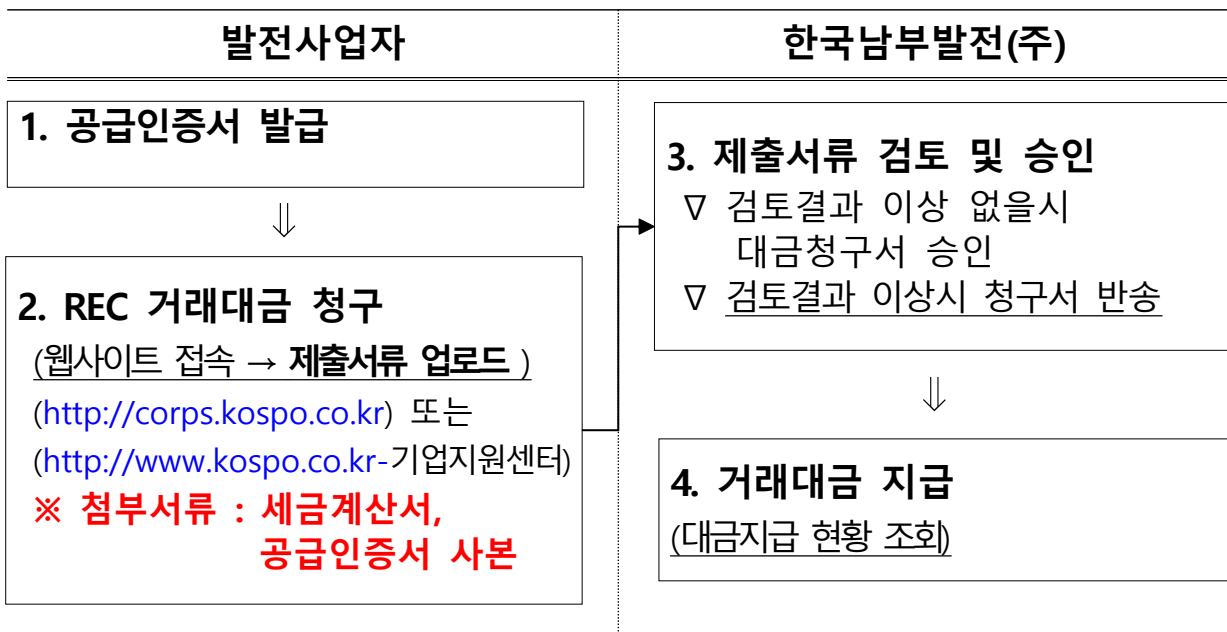 발전사업자
한국남부발전(주)
1. 공급인증서 발급
⇓
2. REC 거래대금 청구
(웹사이트 접속 → 제출서류 업로드 )
(http://corps.kospo.co.kr) 또는
(http://www.kospo.co.kr-기업지원센터)
※ 첨부서류 : 세금계산서,
공급인증서 사본
3. 제출서류 검토 및 승인
∇ 검토결과 이상 없을시
대금청구서 승인
∇ 검토결과 이상시 청구서 반송
⇓
4. 거래대금 지급
(대금지급 현황 조회)